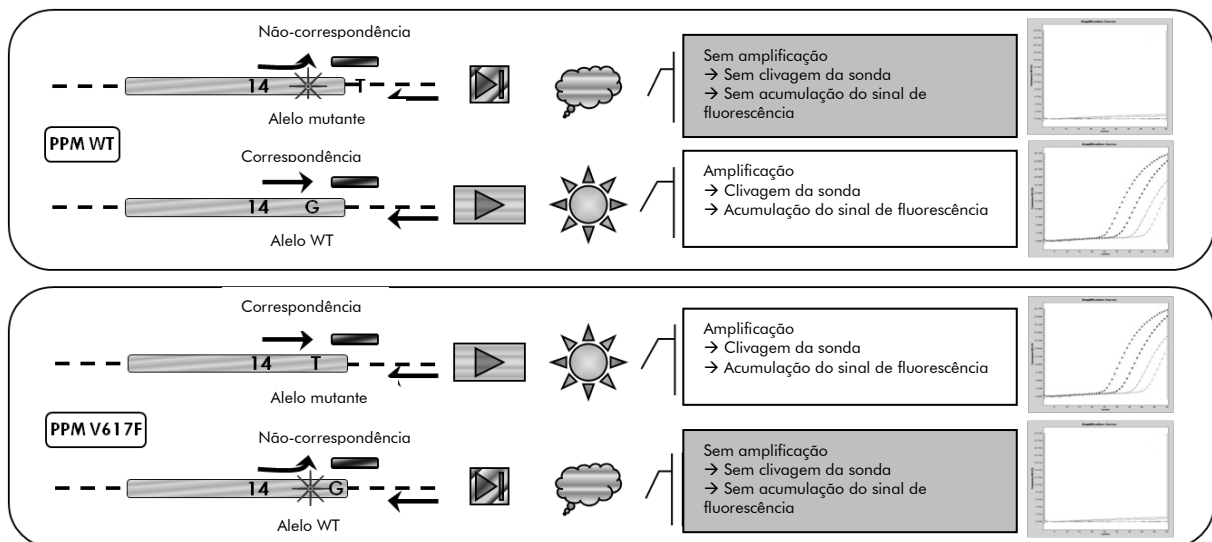 Não-correspondência
14
T
Alelo mutante
PPM WT
Correspondência
14 G
Alelo WT
Sem amplificação
→ Sem clivagem da sonda
→ Sem acumulação do sinal de
fluorescência
Amplificação
→ Clivagem da sonda
→ Acumulação do sinal de fluorescência
Correspondência
14 T
Alelo mutante
PPM V617F
Não-correspondência
14 G
Alelo WT
Amplificação
→ Clivagem da sonda
→ Acumulação do sinal de fluorescência
Sem amplificação
→ Sem clivagem da sonda
→ Sem acumulação do sinal de
fluorescência